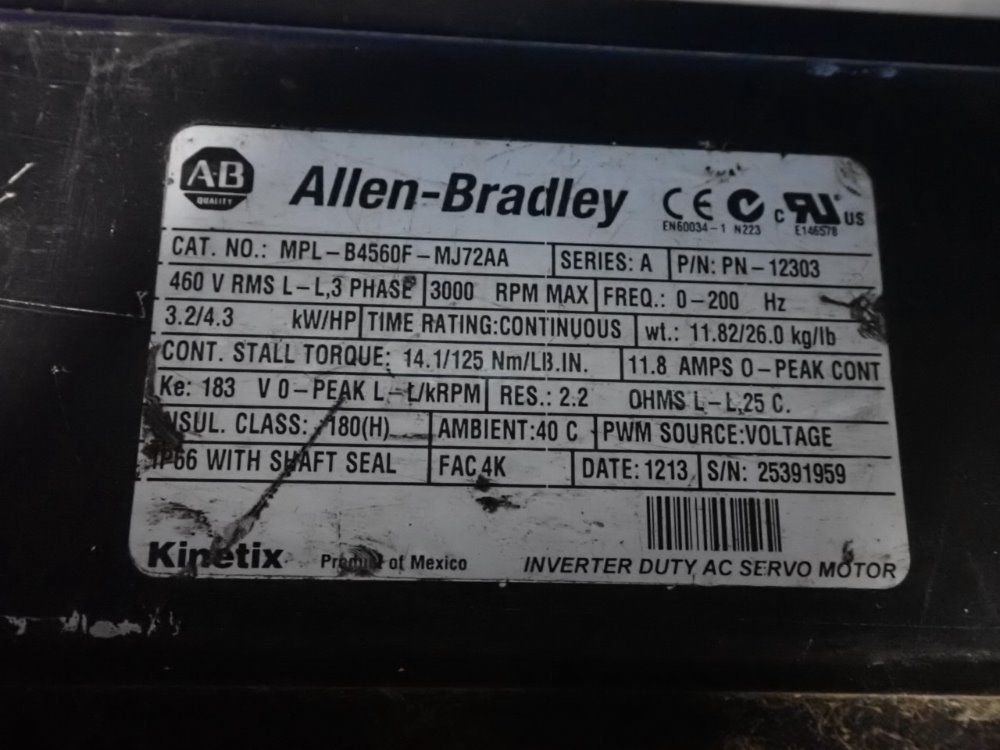 A-B
QUALITY
Allen-Bradley
CE
EN60034-1 N223
c UR US
E146578
CAT. NO.: MPL-B4560F-MJ72AA SERIES: A P/N: PN-12303
460 V RMS L-L,3 PHASE 3000 RPM MAX FREQ.: 0-200 Hz
3.2/4.3 kW/HP TIME RATING:CONTINUOUS wt.: 11.82/26.0 kg/lb
CONT. STALL TORQUE: 14.1/125 Nm/LB.IN. 11.8 AMPS 0-PEAK CONT
Ke: 183 V 0-PEAK L-L/kRPM RES.: 2.2 OHMS L-L,25 C.
INSUL. CLASS: 180(H) AMBIENT:40 C PWM SOURCE:VOLTAGE
IP66 WITH SHAFT SEAL FAC 4K DATE: 1213 S/N: 25391959
Kinetix Product of Mexico INVERTER DUTY AC SERVO MOTOR